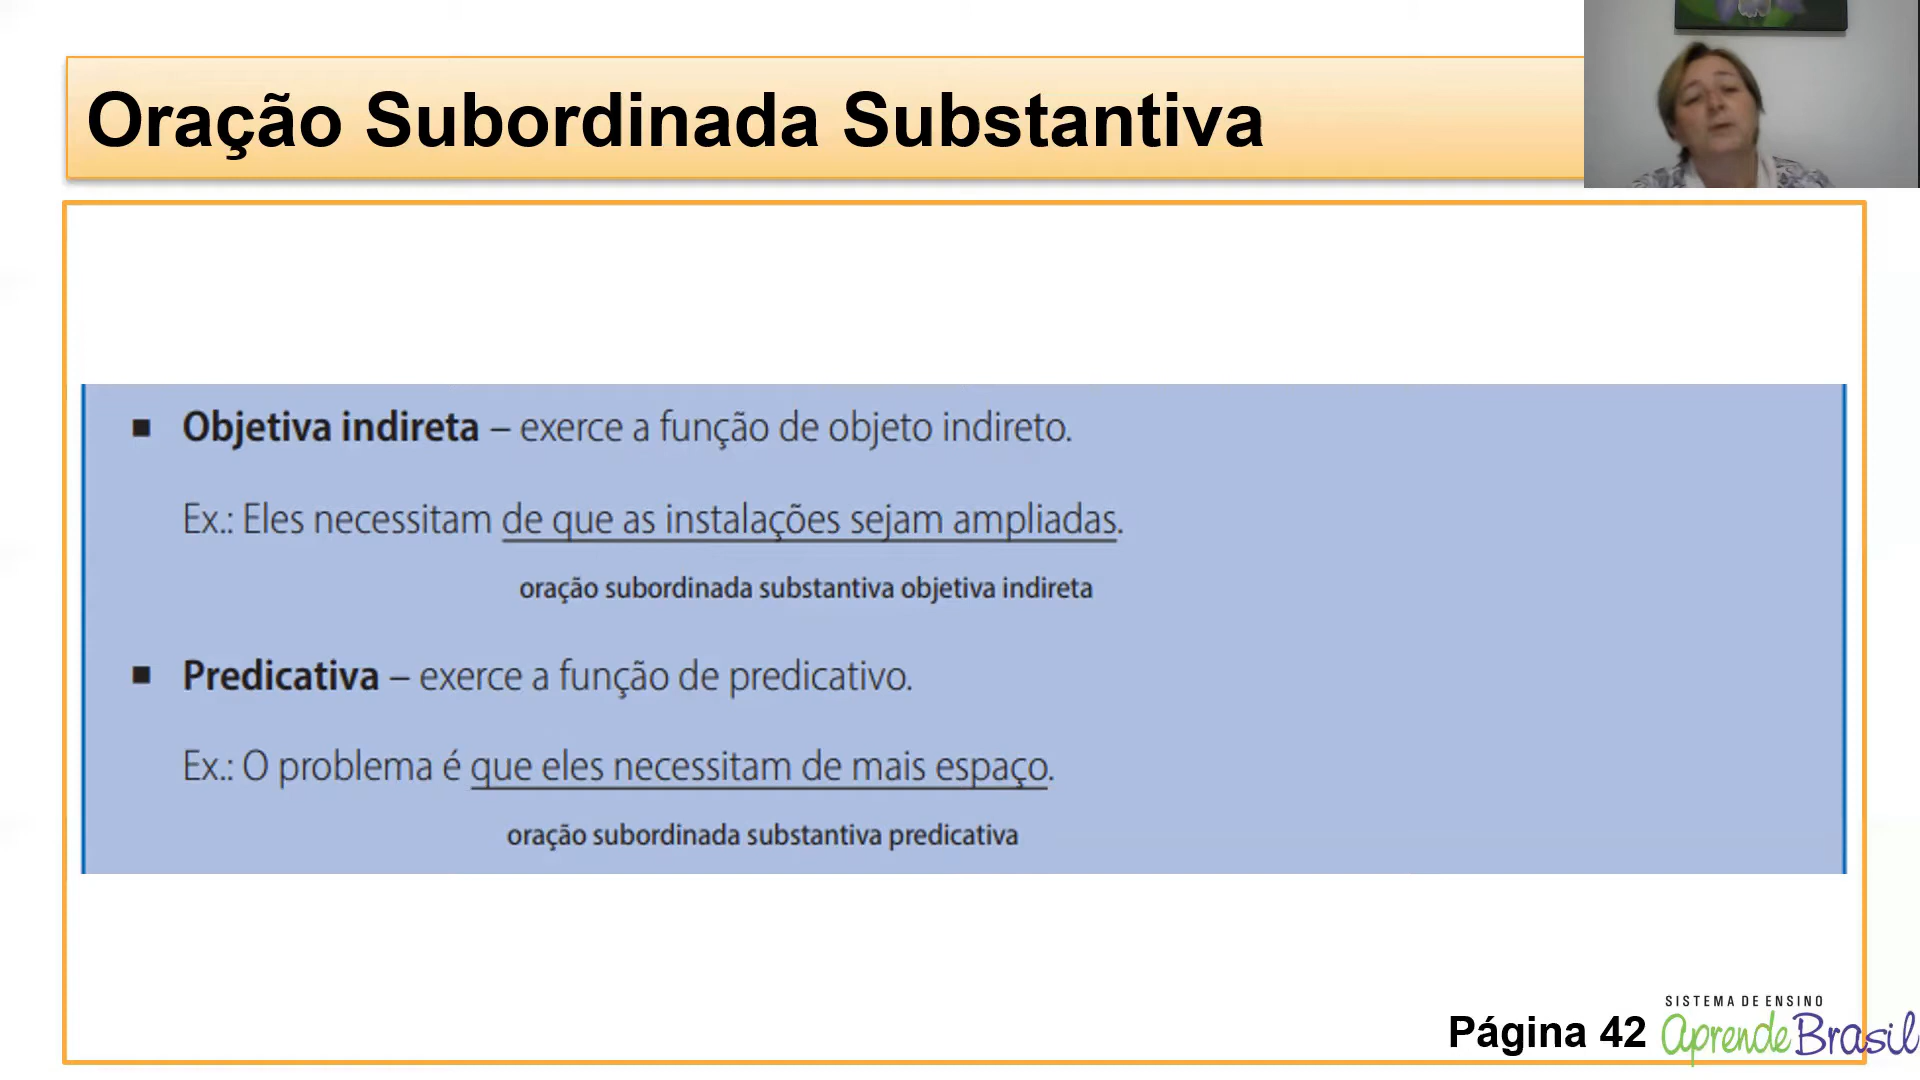 Oração Subordinada Substantiva
■ Objetiva indireta – exerce a função de objeto indireto.
Ex.: Eles necessitam de que as instalações sejam ampliadas.
oração subordinada substantiva objetiva indireta
■ Predicativa – exerce a função de predicativo.
Ex.: O problema é que eles necessitam de mais espaço.
oração subordinada substantiva predicativa
SISTEMA DE ENSINO
Página 42 aprende Brasil